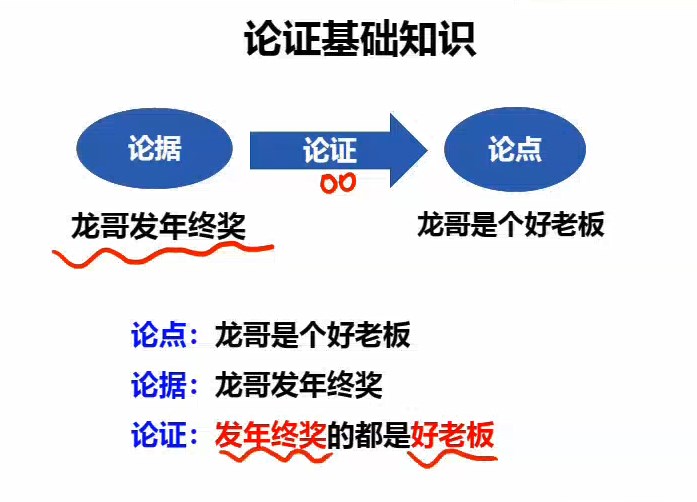 论证基础知识
论据 论证 论点
龙哥发年终奖 龙哥是个好老板
论点：龙哥是个好老板
论据：龙哥发年终奖
论证：发年终奖的都是好老板